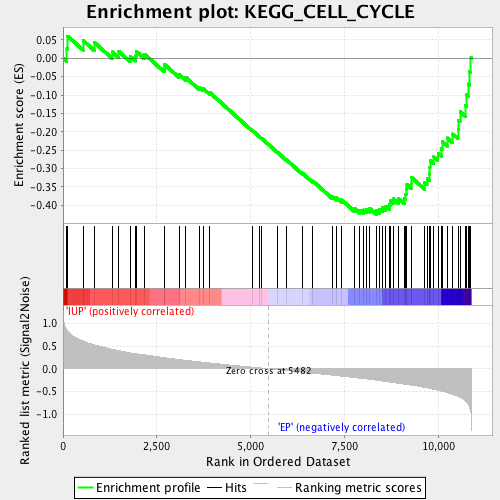 Enrichment plot: KEGG_CELL_CYCLE
Enrichment score (ES)
0.05
0.00
-0.05
-0.10
-0.15
-0.20
-0.25
-0.30
-0.35
-0.40
'IUP' (positively correlated)
Ranked list metric (Signal2Noise)
1.0
0.5
0.0
-0.5
-1.0
Zero cross at 5482
'EP' (negatively correlated)
0
2,500
5,000
7,500
10,000
Rank in Ordered Dataset
Enrichment profile
Hits
Ranking metric scores